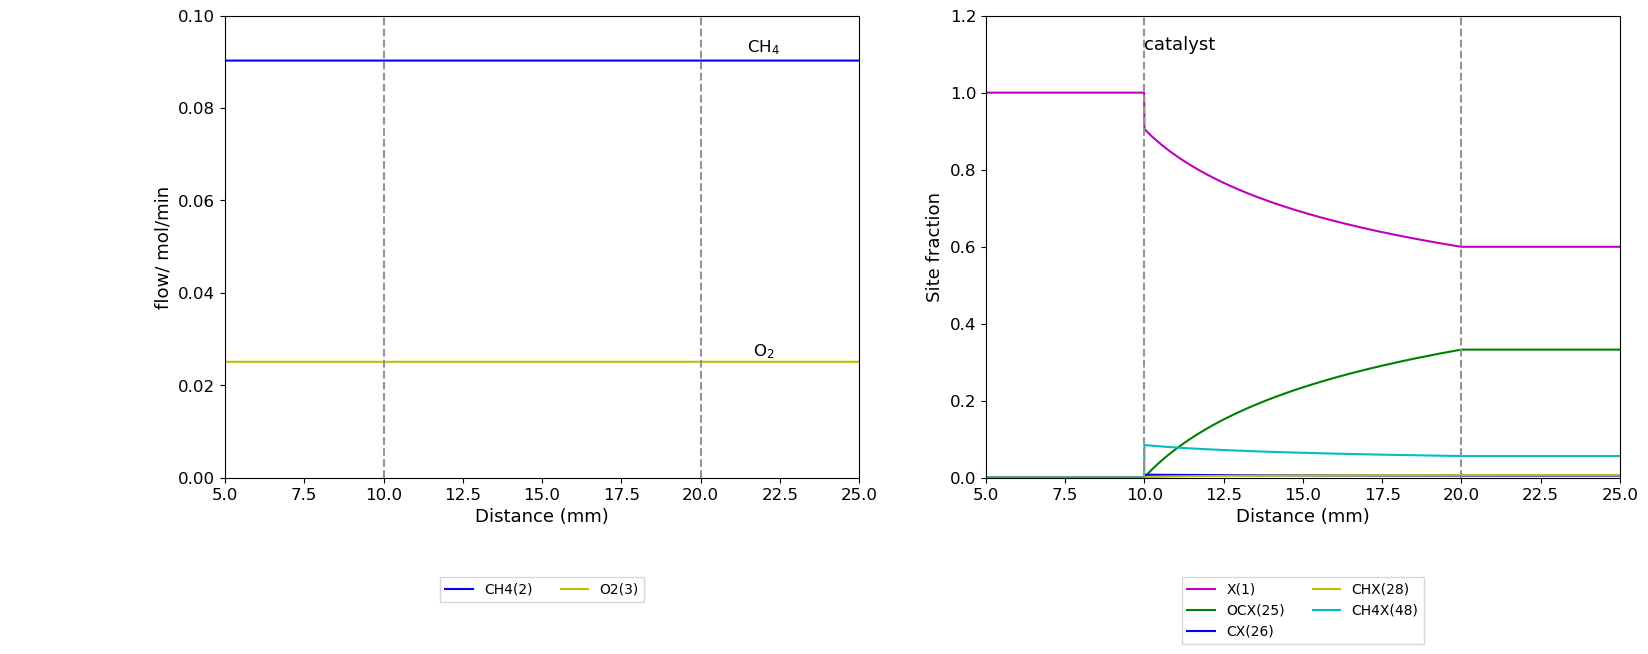 0.10
0.08
0.06
0.04
0.02
0.00
flow/ mol/min
CH4
O2
5.0 7.5 10.0 12.5 15.0 17.5 20.0 22.5 25.0
Distance (mm)
CH4(2) O2(3)
1.2
1.0
0.8
0.6
0.4
0.2
0.0
Site fraction
catalyst
5.0 7.5 10.0 12.5 15.0 17.5 20.0 22.5 25.0
Distance (mm)
X(1) CHX(28)
OCX(25) CH4X(48)
CX(26)